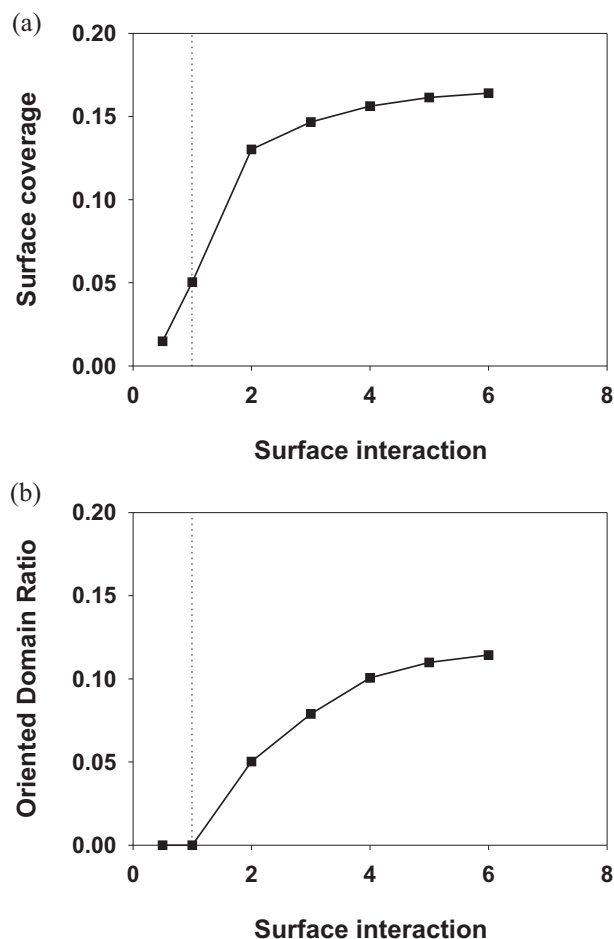 (a)
0.20
0.15
0.10
0.05
0.00
Surface coverage
0 2 4 6 8
Surface interaction
(b)
0.20
0.15
0.10
0.05
0.00
Oriented Domain Ratio
0 2 4 6 8
Surface interaction